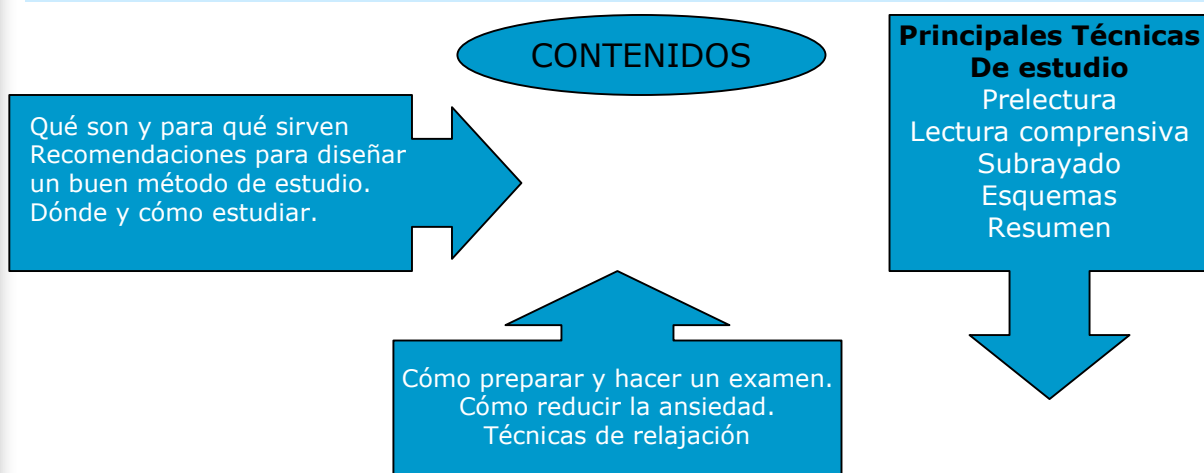 CONTENIDOS
Qué son y para qué sirven
Recomendaciones para diseñar
un buen método de estudio.
Dónde y cómo estudiar.
Principales Técnicas
De estudio
Prelectura
Lectura comprensiva
Subrayado
Esquemas
Resumen
Cómo preparar y hacer un examen.
Cómo reducir la ansiedad.
Técnicas de relajación